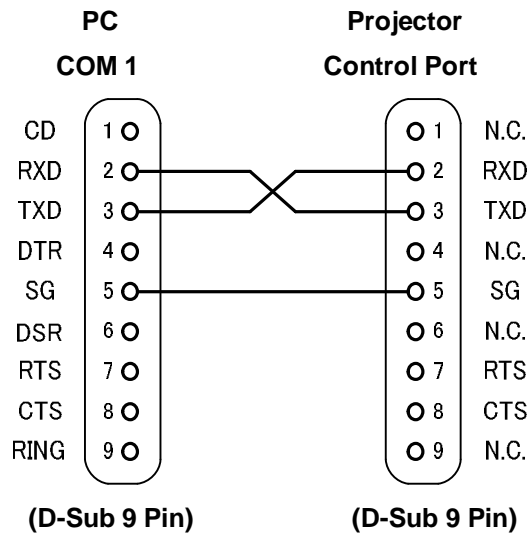 PC Projector
COM 1 Control Port
CD 1 1 N.C.
RXD 2 2 RXD
TXD 3 3 TXD
DTR 4 4 N.C.
SG 5 5 SG
DSR 6 6 N.C.
RTS 7 7 RTS
CTS 8 8 CTS
RING 9 9 N.C.
(D-Sub 9 Pin) (D-Sub 9 Pin)